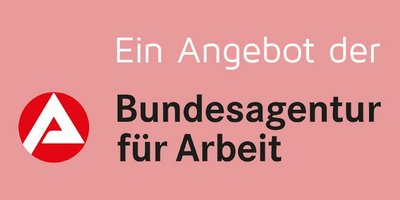 Ein Angebot der
Bundesagentur
für Arbeit